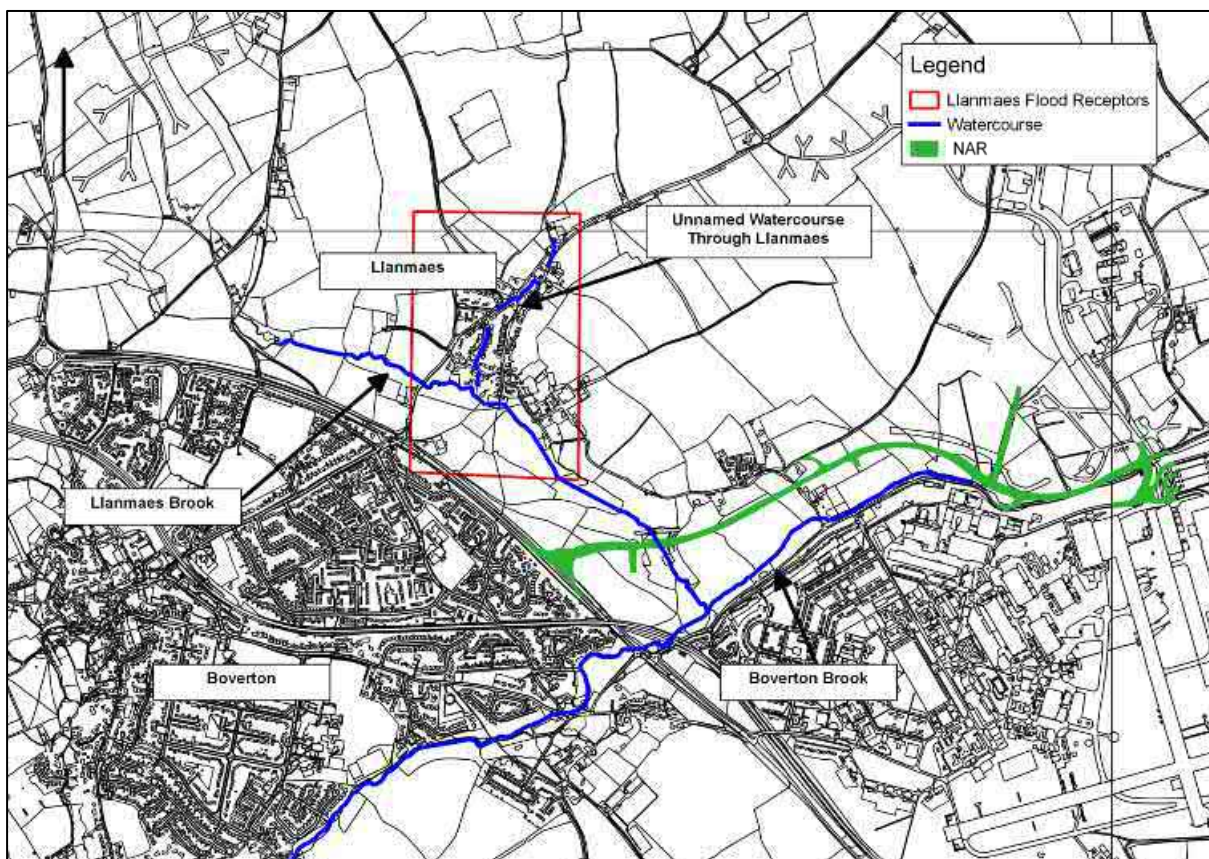 Legend
Llanmaes Flood Receptors
Watercourse
NAR
Unnamed Watercourse
Through Llanmaes
Llanmaes
Llanmaes Brook
Boverton
Boverton Brook